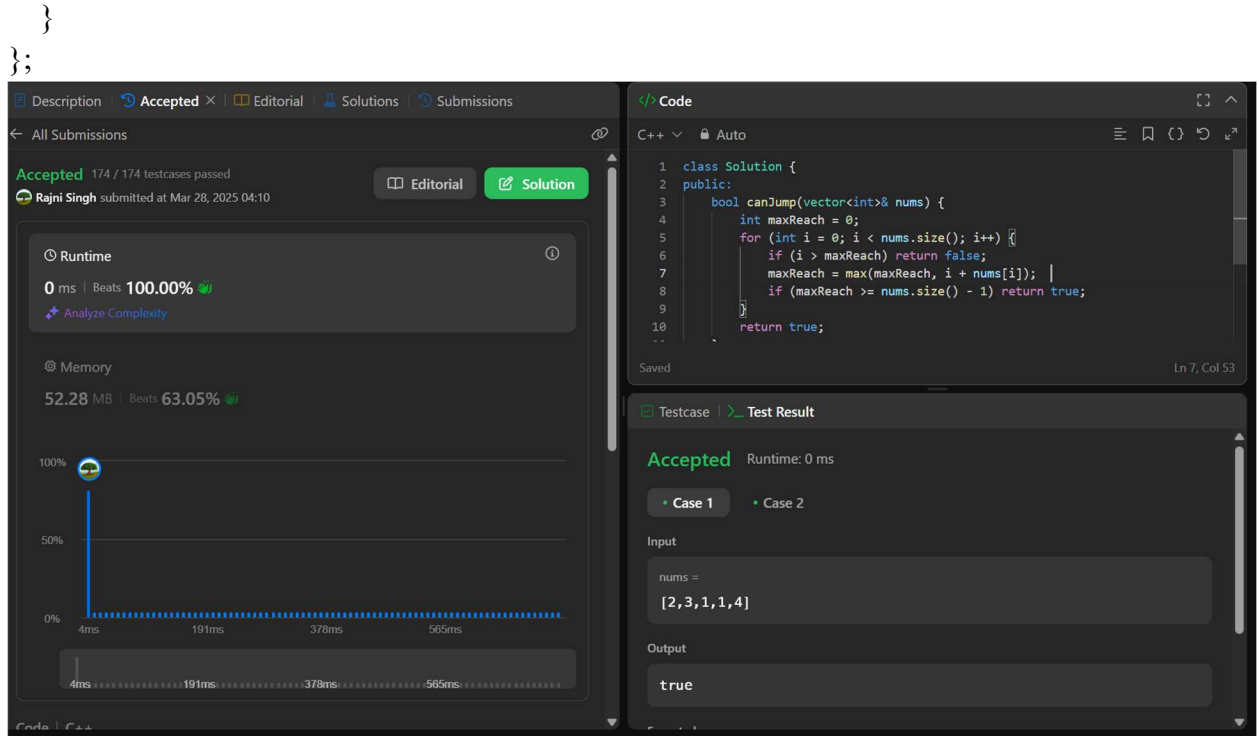 }
};
Description Accepted × Editorial Solutions Submissions
All Submissions
Accepted 174 / 174 testcases passed
Rajni Singh submitted at Mar 28, 2025 04:10
Editorial Solution
Runtime
0 ms Beats 100.00%
Analyze Complexity
Memory
52.28 MB Beats 63.05%
100%
50%
0%
4ms 191ms 378ms 565ms
4ms 191ms 378ms 565ms
Code C++
</> Code
C++ Auto
1 class Solution {
2 public:
3 bool canJump(vector<int>& nums) {
4 int maxReach = 0;
5 for (int i = 0; i < nums.size(); i++) {
6 if (i > maxReach) return false;
7 maxReach = max(maxReach, i + nums[i]);
8 if (maxReach >= nums.size() - 1) return true;
9 }
10 return true;
Saved Ln 7, Col 53
Testcase >_ Test Result
Accepted Runtime: 0 ms
• Case 1 • Case 2
Input
nums =
[2,3,1,1,4]
Output
true